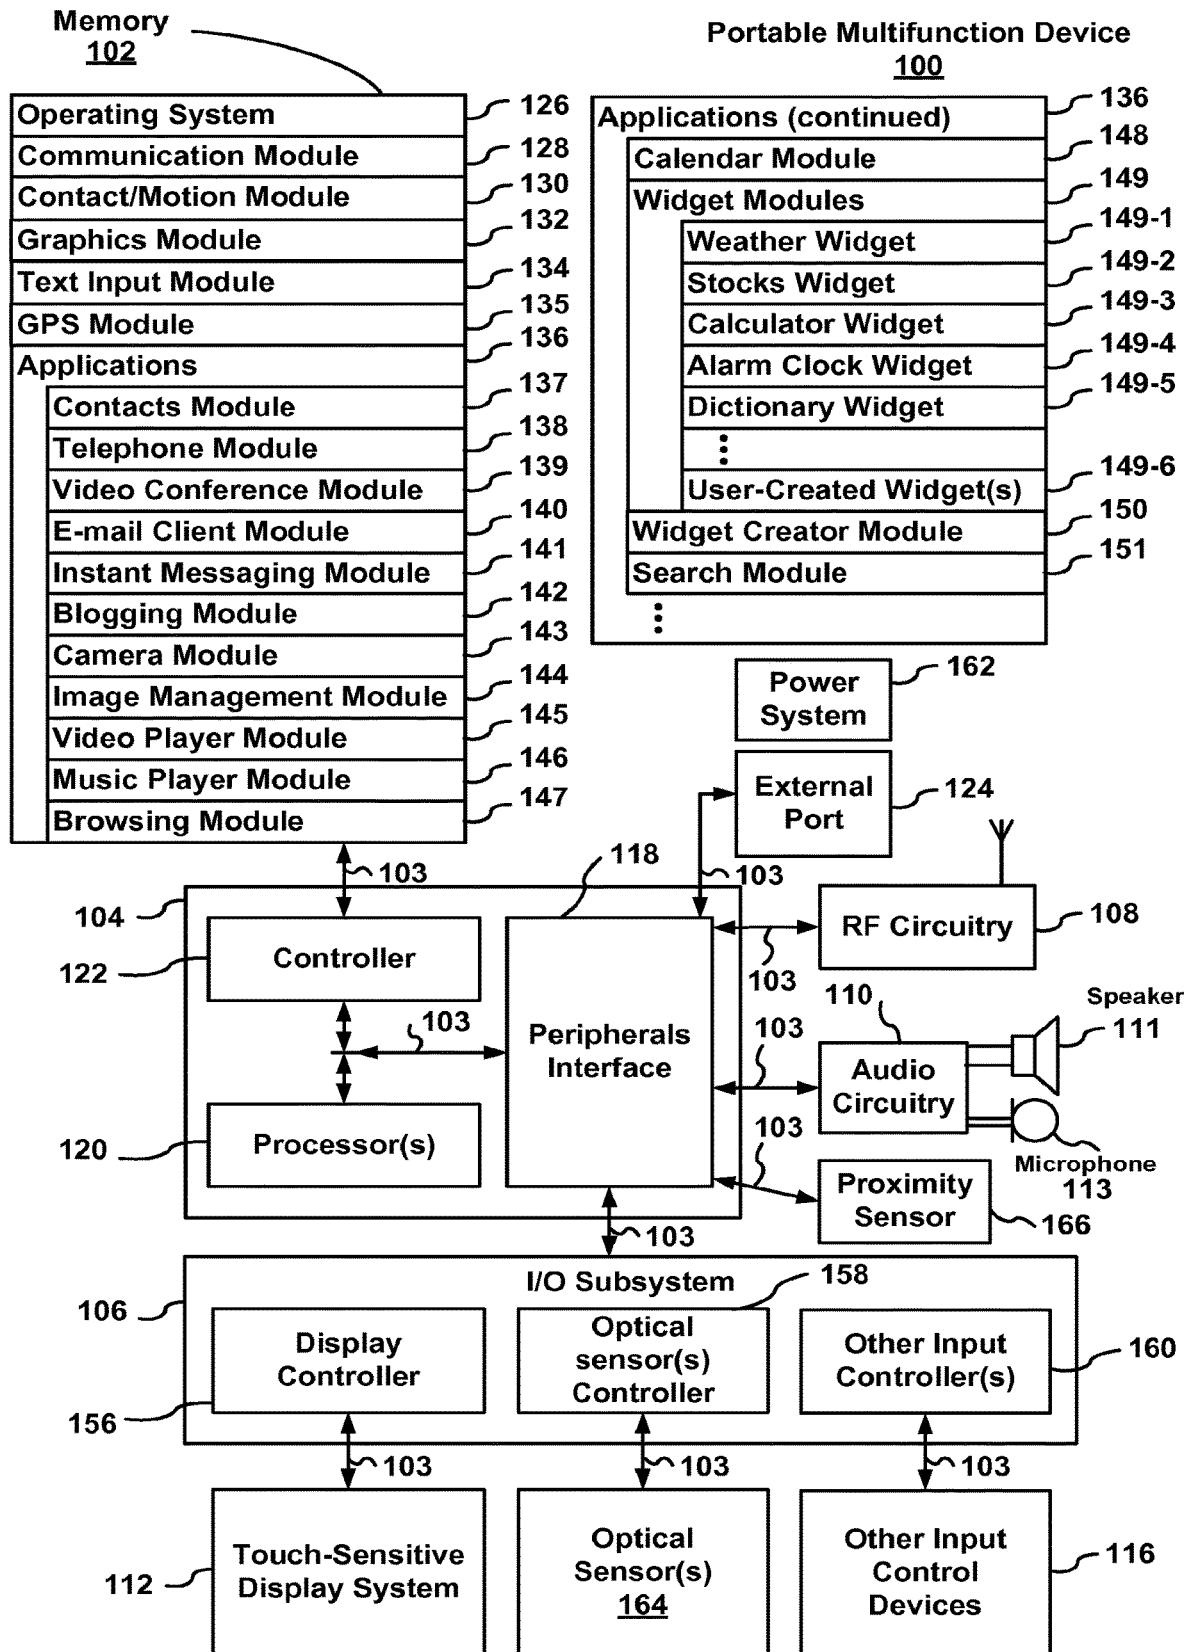 Memory
102
Operating System
126
Communication Module
128
Contact/Motion Module
130
Graphics Module
132
Text Input Module
134
GPS Module
135
Applications
136
Contacts Module
137
Telephone Module
138
Video Conference Module
139
E-mail Client Module
140
Instant Messaging Module
141
Blogging Module
142
Camera Module
143
Image Management Module
144
Video Player Module
145
Music Player Module
146
Browsing Module
147
Portable Multifunction Device
100
Applications (continued)
136
Calendar Module
148
Widget Modules
149
Weather Widget
149-1
Stocks Widget
149-2
Calculator Widget
149-3
Alarm Clock Widget
149-4
Dictionary Widget
149-5
User-Created Widget(s)
149-6
Widget Creator Module
150
Search Module
151
Power
System
162
External
Port
124
103
118
103
104
Controller
122
103
Peripherals
Interface
Processor(s)
120
RF Circuitry
108
103
110
Speaker
111
103
Audio
Circuitry
103
Microphone
113
Proximity
Sensor
166
103
I/O Subsystem
158
106
Display
Controller
156
Optical
sensor(s)
Controller
Other Input
Controller(s)
160
103
103
103
Touch-Sensitive
Display System
112
Optical
Sensor(s)
164
Other Input
Control
Devices
116